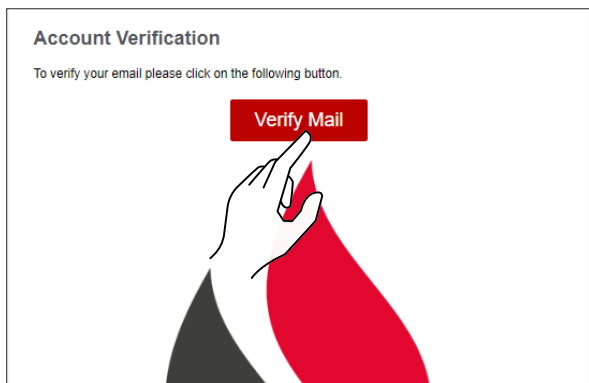 Account Verification
To verify your email please click on the following button.
Verify Mail